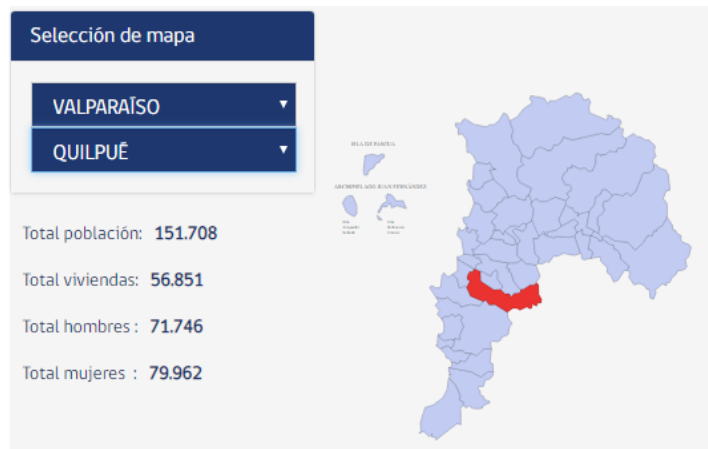 Selección de mapa
VALPARAÍSO
QUILPUÉ
Total población: 151.708
Total viviendas: 56.851
Total hombres : 71.746
Total mujeres : 79.962
ISLA DE PASCUA
ARCHIPIELAGO JUAN FERNÁNDEZ